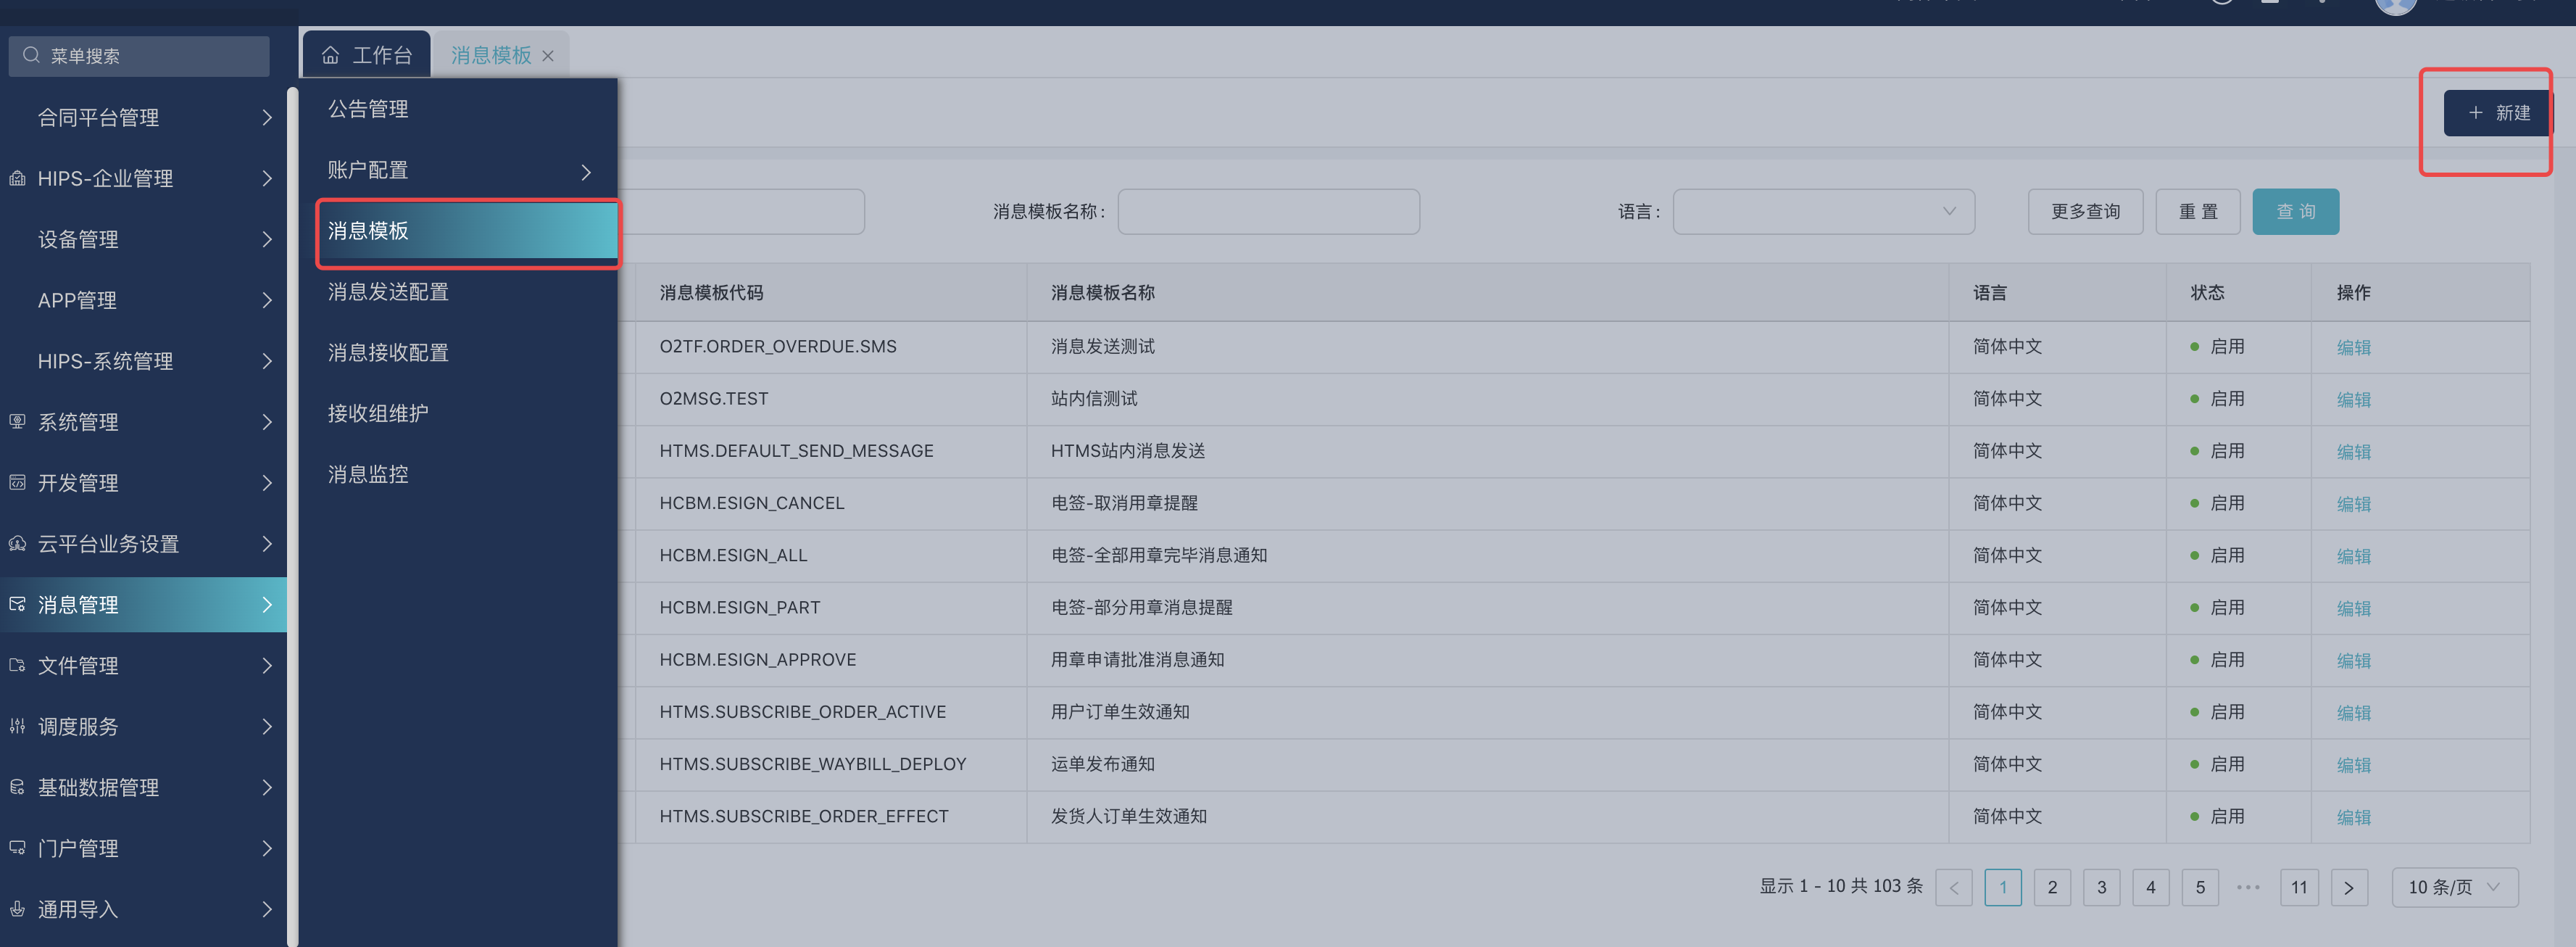 菜单搜索
工作台
消息模板
合同平台管理
HIPS-企业管理
设备管理
APP管理
HIPS-系统管理
系统管理
开发管理
云平台业务设置
消息管理
文件管理
调度服务
基础数据管理
门户管理
通用导入
公告管理
账户配置
消息模板
消息发送配置
消息接收配置
接收组维护
消息监控
新建
消息模板名称: 语言: 更多查询 重置 查询
消息模板代码 消息模板名称 语言 状态 操作
O2TF.ORDER_OVERDUE.SMS 消息发送测试 简体中文 启用 编辑
O2MSG.TEST 站内信测试 简体中文 启用 编辑
HTMS.DEFAULT_SEND_MESSAGE HTMS站内消息发送 简体中文 启用 编辑
HCBM.ESIGN_CANCEL 电签-取消用章提醒 简体中文 启用 编辑
HCBM.ESIGN_ALL 电签-全部用章完毕消息通知 简体中文 启用 编辑
HCBM.ESIGN_PART 电签-部分用章消息提醒 简体中文 启用 编辑
HCBM.ESIGN_APPROVE 用章申请批准消息通知 简体中文 启用 编辑
HTMS.SUBSCRIBE_ORDER_ACTIVE 用户订单生效通知 简体中文 启用 编辑
HTMS.SUBSCRIBE_WAYBILL_DEPLOY 运单发布通知 简体中文 启用 编辑
HTMS.SUBSCRIBE_ORDER_EFFECT 发货人订单生效通知 简体中文 启用 编辑
显示 1 - 10 共 103 条 < 1 2 3 4 5 ••• 11 > 10 条/页